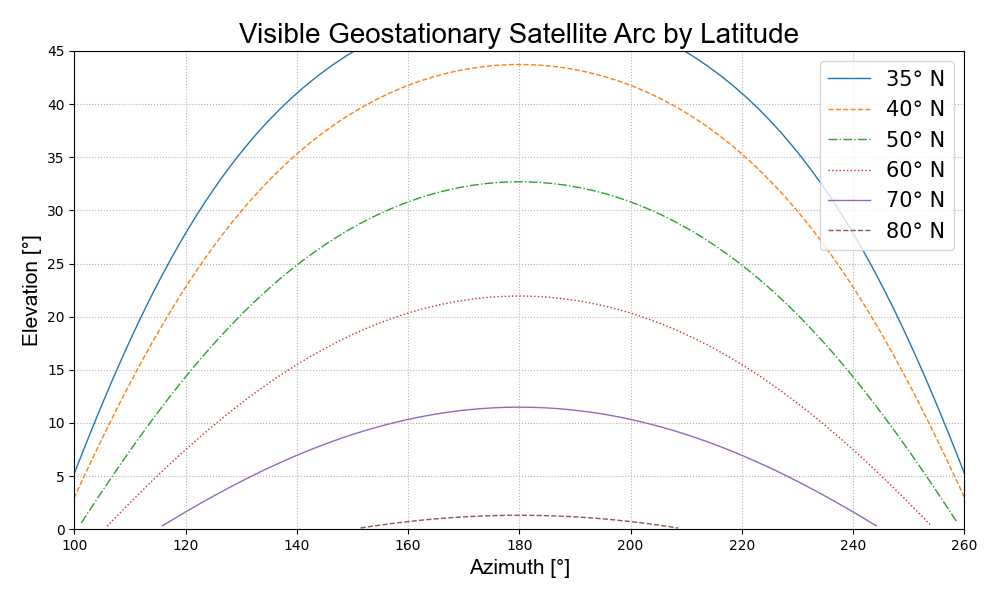 Visible Geostationary Satellite Arc by Latitude
45
40
35
30
25
20
15
10
5
0
Elevation [°]
35° N
40° N
50° N
60° N
70° N
80° N
100 120 140 160 180 200 220 240 260
Azimuth [°]